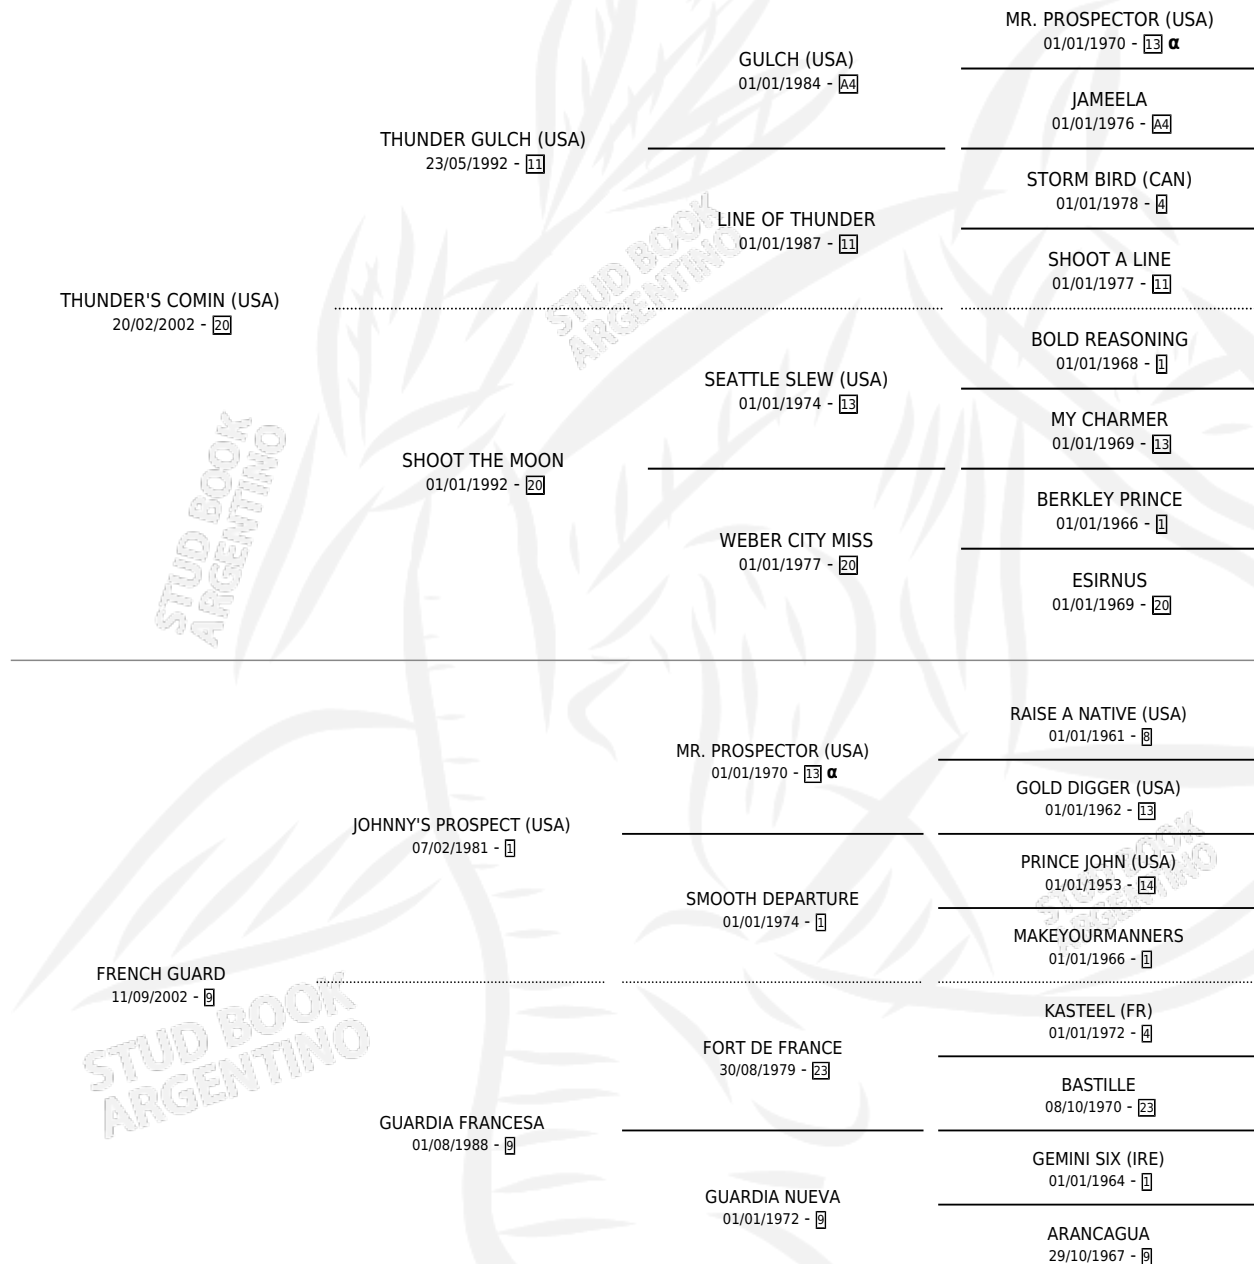 MR. PROSPECTOR (USA)
01/01/1970 - 13 α
GULCH (USA)
01/01/1984 - A4
JAMEELA
01/01/1976 - A4
THUNDER GULCH (USA)
23/05/1992 - 11
STORM BIRD (CAN)
01/01/1978 - 4
LINE OF THUNDER
01/01/1987 - 11
SHOOT A LINE
01/01/1977 - 11
THUNDER'S COMIN (USA)
20/02/2002 - 20
BOLD REASONING
01/01/1968 - 1
SEATTLE SLEW (USA)
01/01/1974 - 13
MY CHARMER
01/01/1969 - 13
SHOOT THE MOON
01/01/1992 - 20
BERKLEY PRINCE
01/01/1966 - 1
WEBER CITY MISS
01/01/1977 - 20
ESIRNUS
01/01/1969 - 20
RAISE A NATIVE (USA)
01/01/1961 - 8
MR. PROSPECTOR (USA)
01/01/1970 - 13 α
GOLD DIGGER (USA)
01/01/1962 - 13
JOHNNY'S PROSPECT (USA)
07/02/1981 - 1
PRINCE JOHN (USA)
01/01/1953 - 14
SMOOTH DEPARTURE
01/01/1974 - 1
MAKEYOURMANNERS
01/01/1966 - 1
FRENCH GUARD
11/09/2002 - 9
KASTEEL (FR)
01/01/1972 - 4
FORT DE FRANCE
30/08/1979 - 23
BASTILLE
08/10/1970 - 23
GUARDIA FRANCESA
01/08/1988 - 9
GEMINI SIX (IRE)
01/01/1964 - 1
GUARDIA NUEVA
01/01/1972 - 9
ARANCAGUA
29/10/1967 - 9
STUD BOOK
ARGENTINO
STUD BOOK
ARGENTINO
STUD BOOK
ARGENTINO
STUD BOOK
ARGENTINO